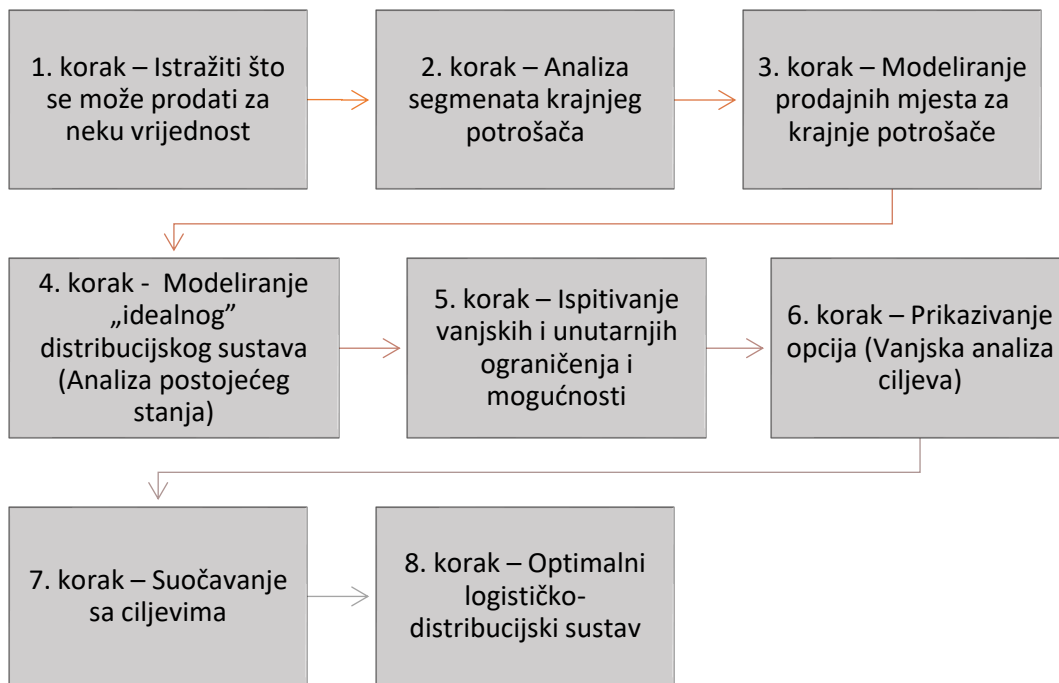 1. korak – Istražiti što
se može prodati za
neku vrijednost
2. korak – Analiza
segmenata krajnjeg
potrošača
3. korak – Modeliranje
prodajnih mjesta za
krajnje potrošače
4. korak - Modeliranje
„idealnog”
distribucijskog sustava
(Analiza postojećeg
stanja)
5. korak – Ispitivanje
vanjskih i unutarnjih
ograničenja i
mogućnosti
6. korak – Prikazivanje
opcija (Vanjska analiza
ciljeva)
7. korak – Suočavanje
sa ciljevima
8. korak – Optimalni
logističko-
distribucijski sustav